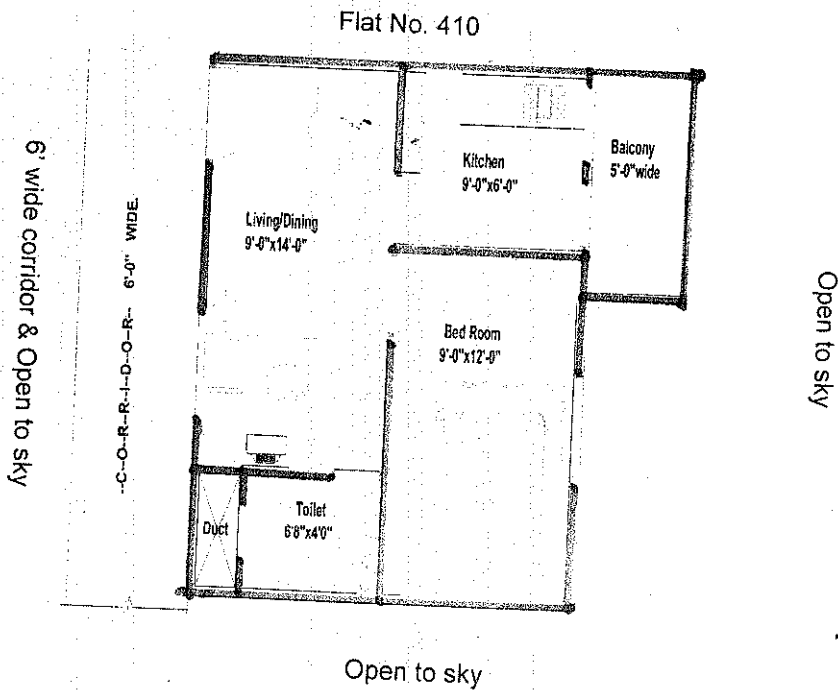 Flat No. 410
6' wide corridor & Open to sky
--C--O--R--R--I--D--O--R-- 6'-0" WIDE.
Living/Dining
9'-0"x14'-0"
Kitchen
9'-0"x6'-0"
Balcony
5'-0"wide
Bed Room
9'-0"x12'-0"
Toilet
6'8"x4'0"
Duct
Open to sky
Open to sky